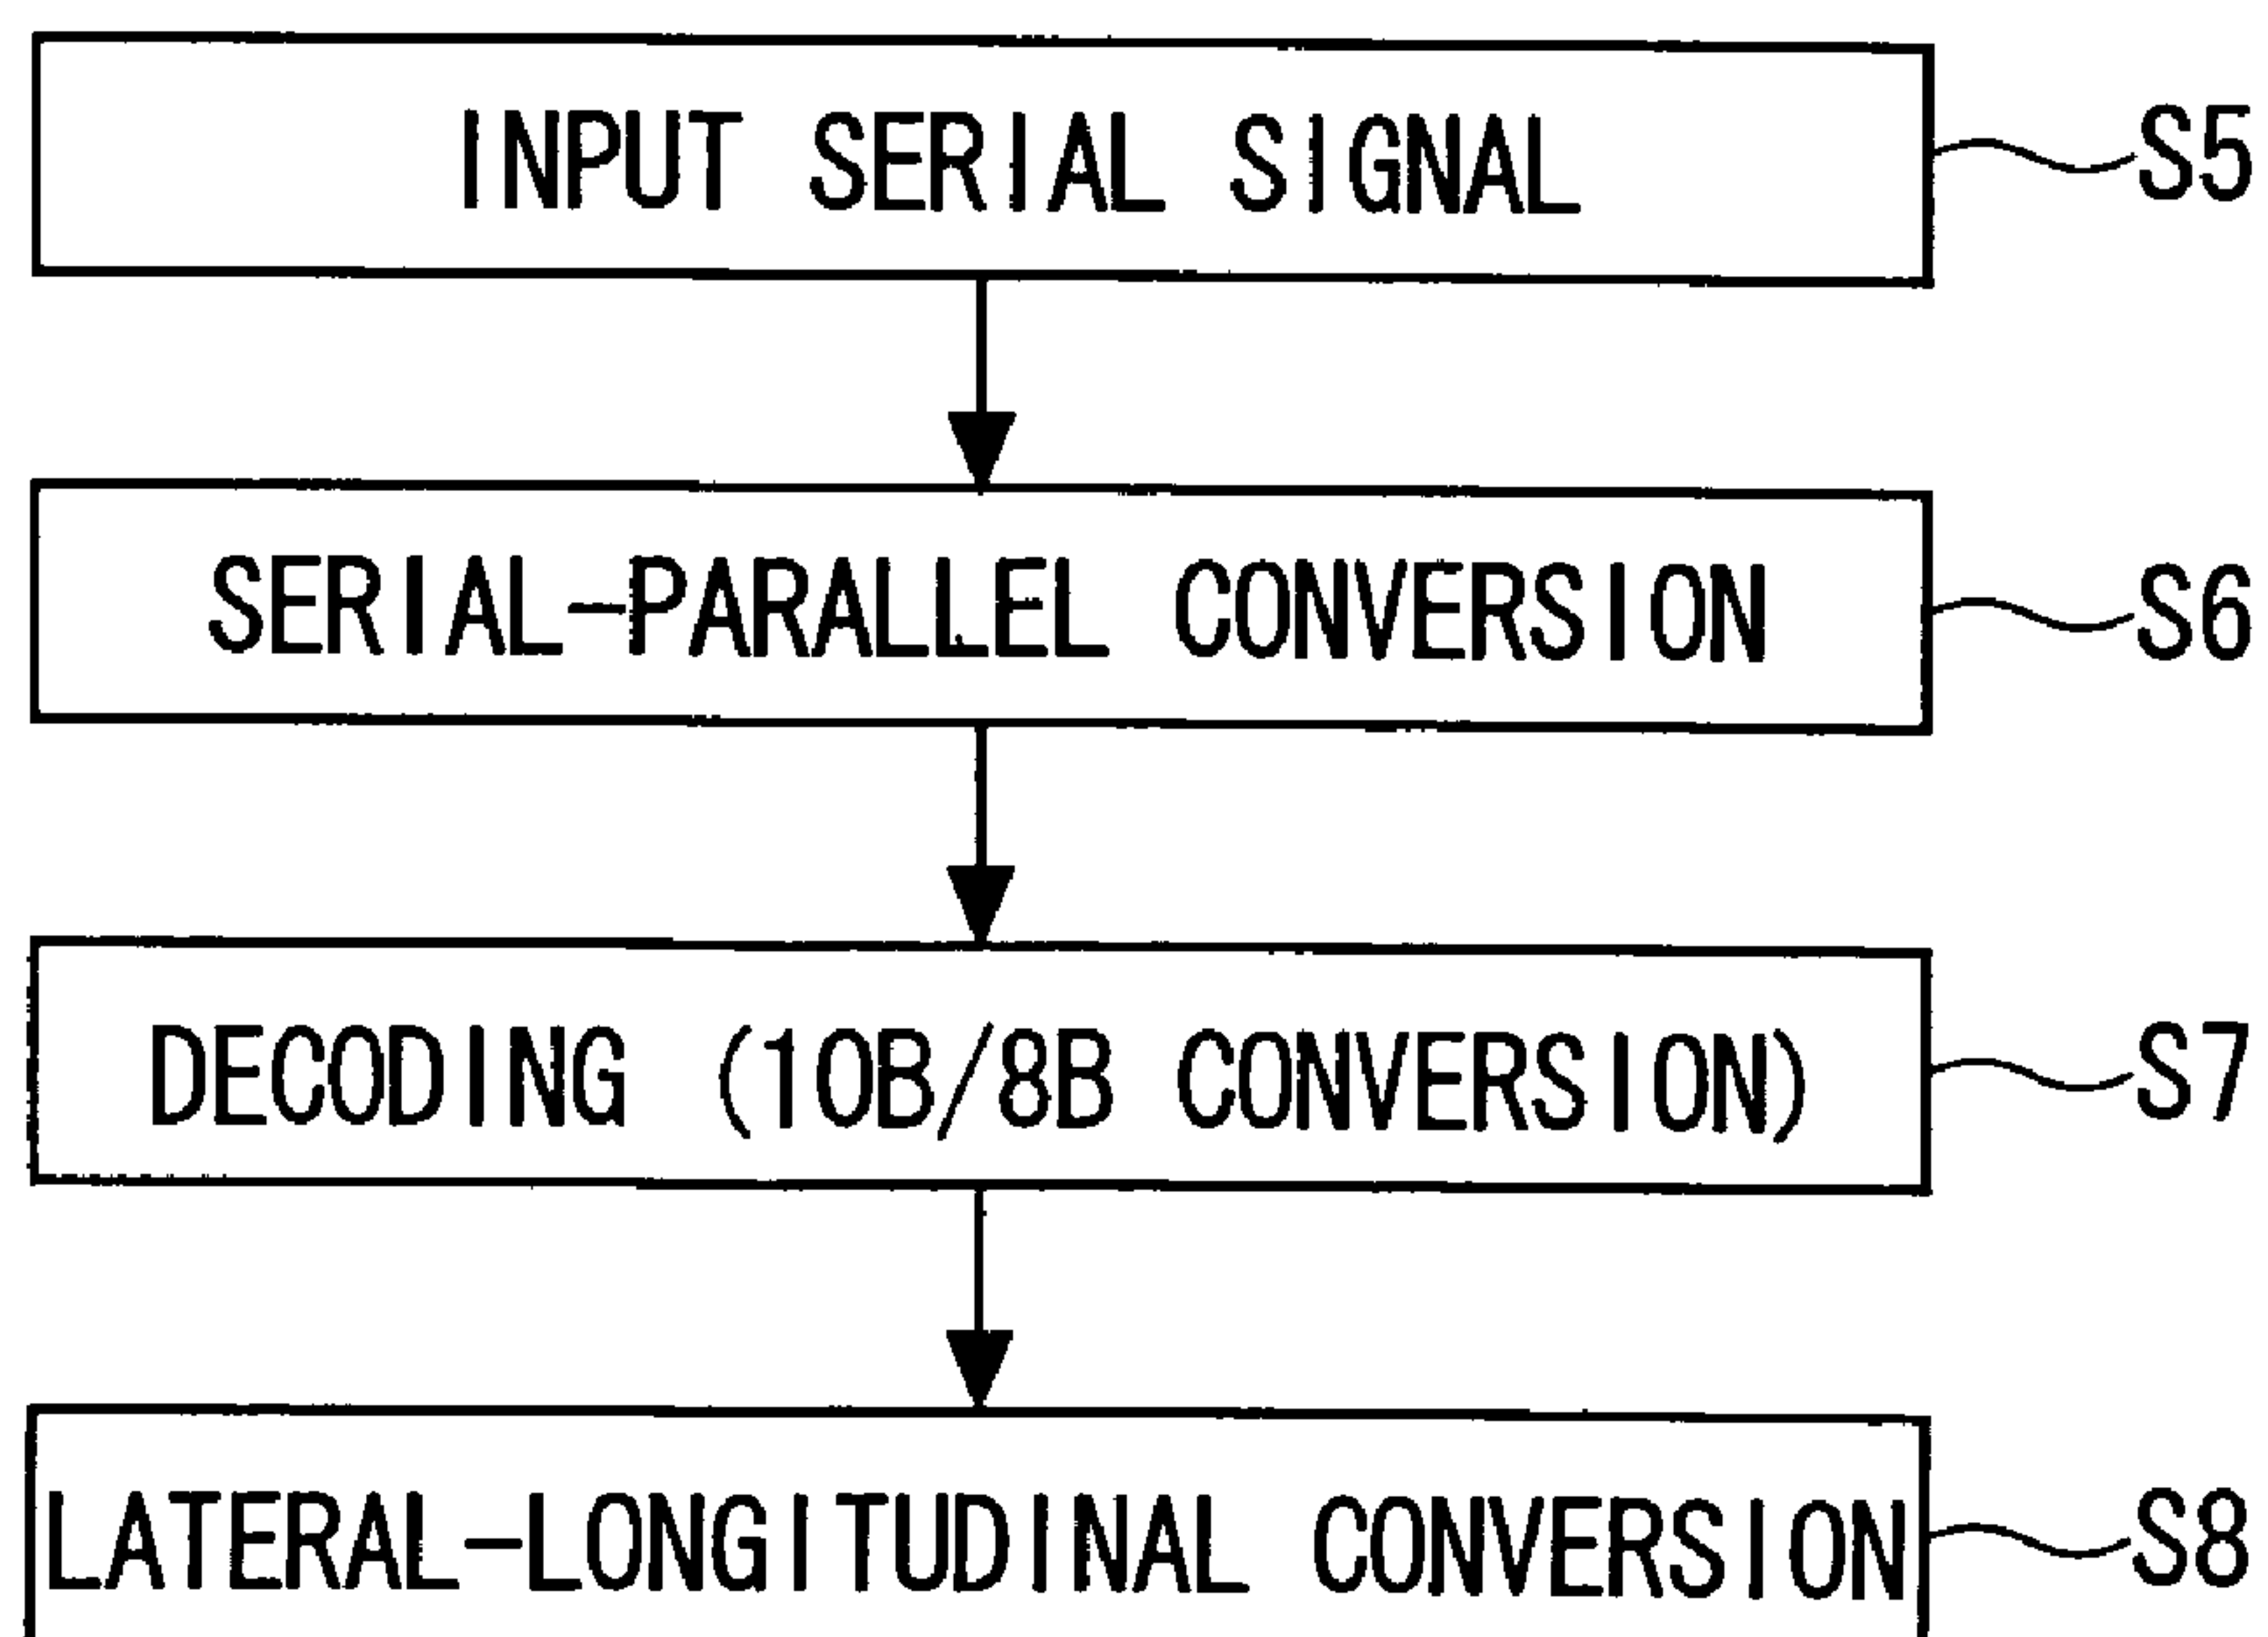 INPUT SERIAL SIGNAL S5
SERIAL-PARALLEL CONVERSION S6
DECODING (10B/8B CONVERSION) S7
LATERAL-LONGITUDINAL CONVERSION S8